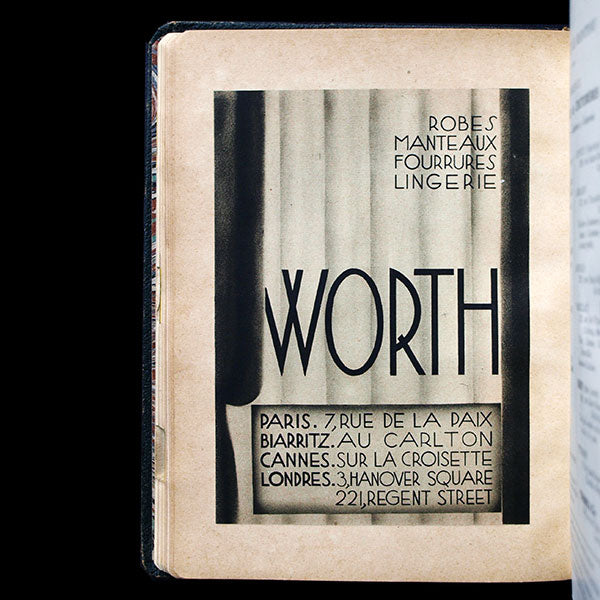 ROBES
MANTEAUX
FOURRURES
LINGERIE
WORTH
PARIS. 7, RUE DE LA PAIX
BIARRITZ. AU CARLTON
CANNES. SUR LA CROISETTE
LONDRES. 3, HANOVER SQUARE
221, REGENT STREET